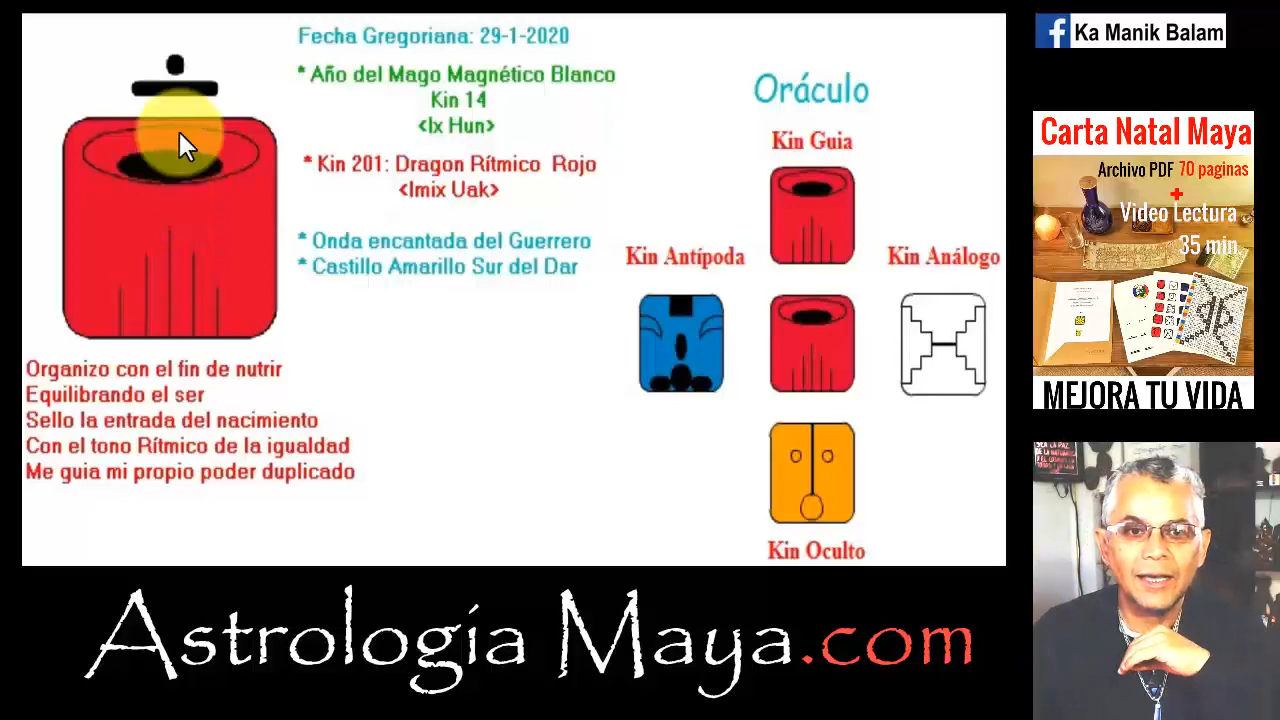 Fecha Gregoriana: 29-1-2020
* Año del Mago Magnético Blanco
Kin 14
<Ix Hun>
* Kin 201: Dragon Rítmico Rojo
<Imix Uak>
* Onda encantada del Guerrero
* Castillo Amarillo Sur del Dar
Organizo con el fin de nutrir
Equilibrando el ser
Sello la entrada del nacimiento
Con el tono Rítmico de la igualdad
Me guia mi propio poder duplicado
Oráculo
Kin Guia
Kin Antípoda
Kin Análogo
Kin Oculto
f Ka Manik Balam
Carta Natal Maya
Archivo PDF 70 paginas
+
Video Lectura
35 min.
MEJORA TU VIDA
Astrología Maya.com